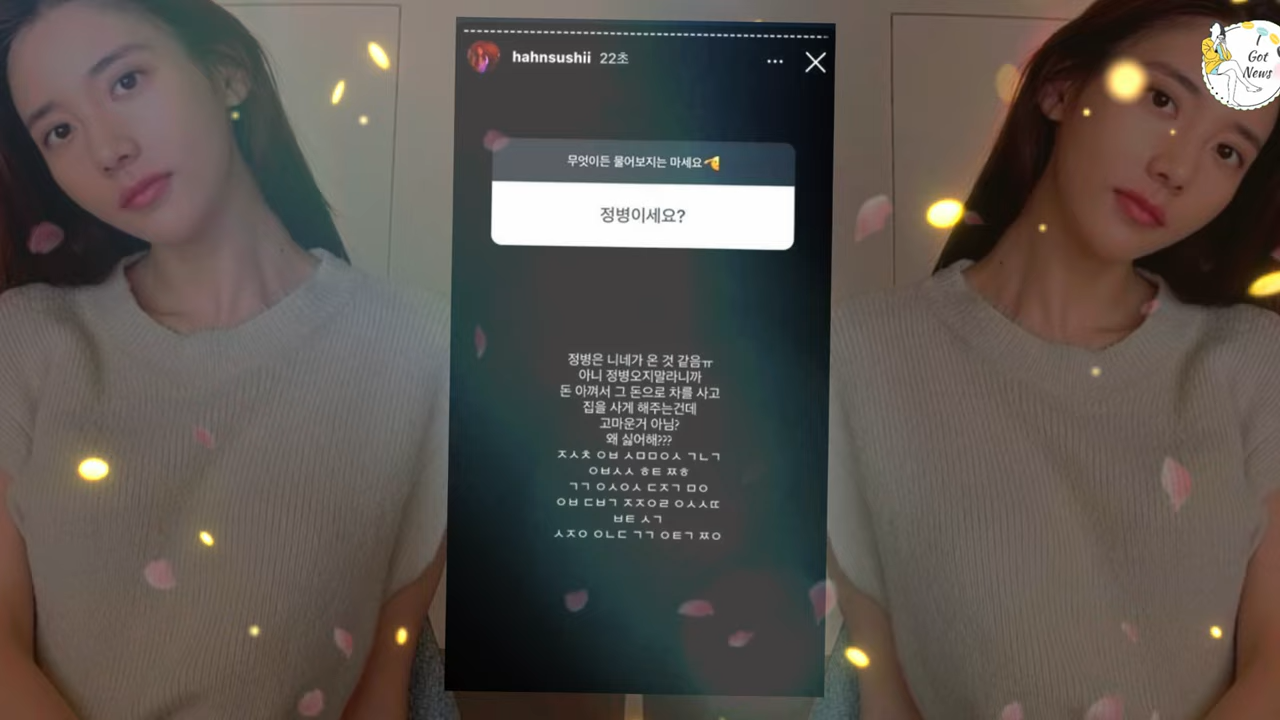 hahnsushii 22초
무엇이든 물어보지는 마세요
정병이세요?
정병은 니네가 온 것 같음ㅠ
아니 정병오지말라니까
돈 아껴서 그 돈으로 차를 사고
집을 사게 해주는건데
고마운거 아님?
왜 싫어해???
ㅈㅅㅊ ㅇㅂ ㅅㅁㅁㅇㅅ ㄱㄴㄱ
ㅇㅂㅅㅅ ㅎㅌ ㅉㅎ
ㄱㄱ ㅇㅅㅇㅅ ㄷㅈㄱ ㅁㅇ
ㅇㅂ ㄷㅂㄱ ㅈㅈㅇㄹ ㅇㅅㅅㄸ
ㅂㅌ ㅅㄱ
ㅅㅈㅇ ㅇㄴㄷ ㄱㄱ ㅇㅌㄱ ㅉㅇ
I
Got
News